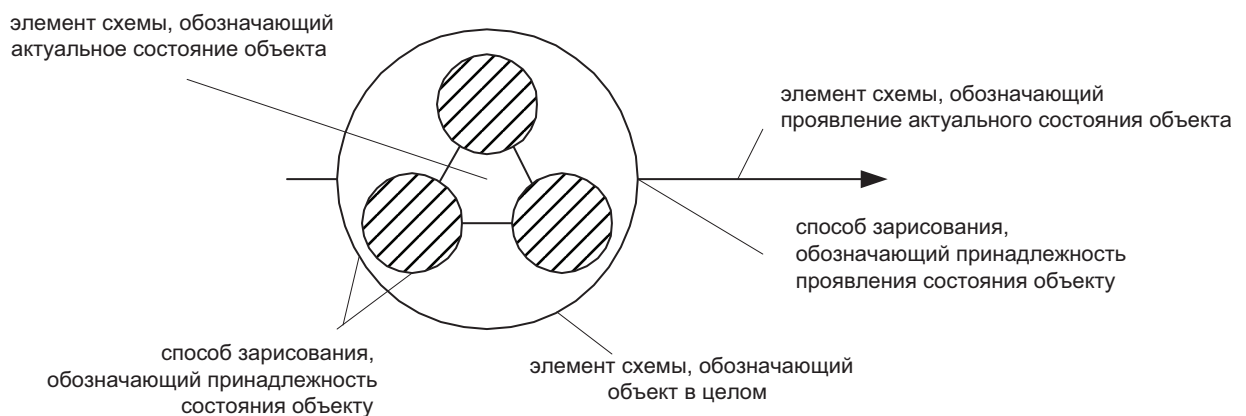 элемент схемы, обозначающий
актуальное состояние объекта
элемент схемы, обозначающий
проявление актуального состояния объекта
способ зарисования,
обозначающий принадлежность
проявления состояния объекту
способ зарисования,
обозначающий принадлежность
состояния объекту
элемент схемы, обозначающий
объект в целом